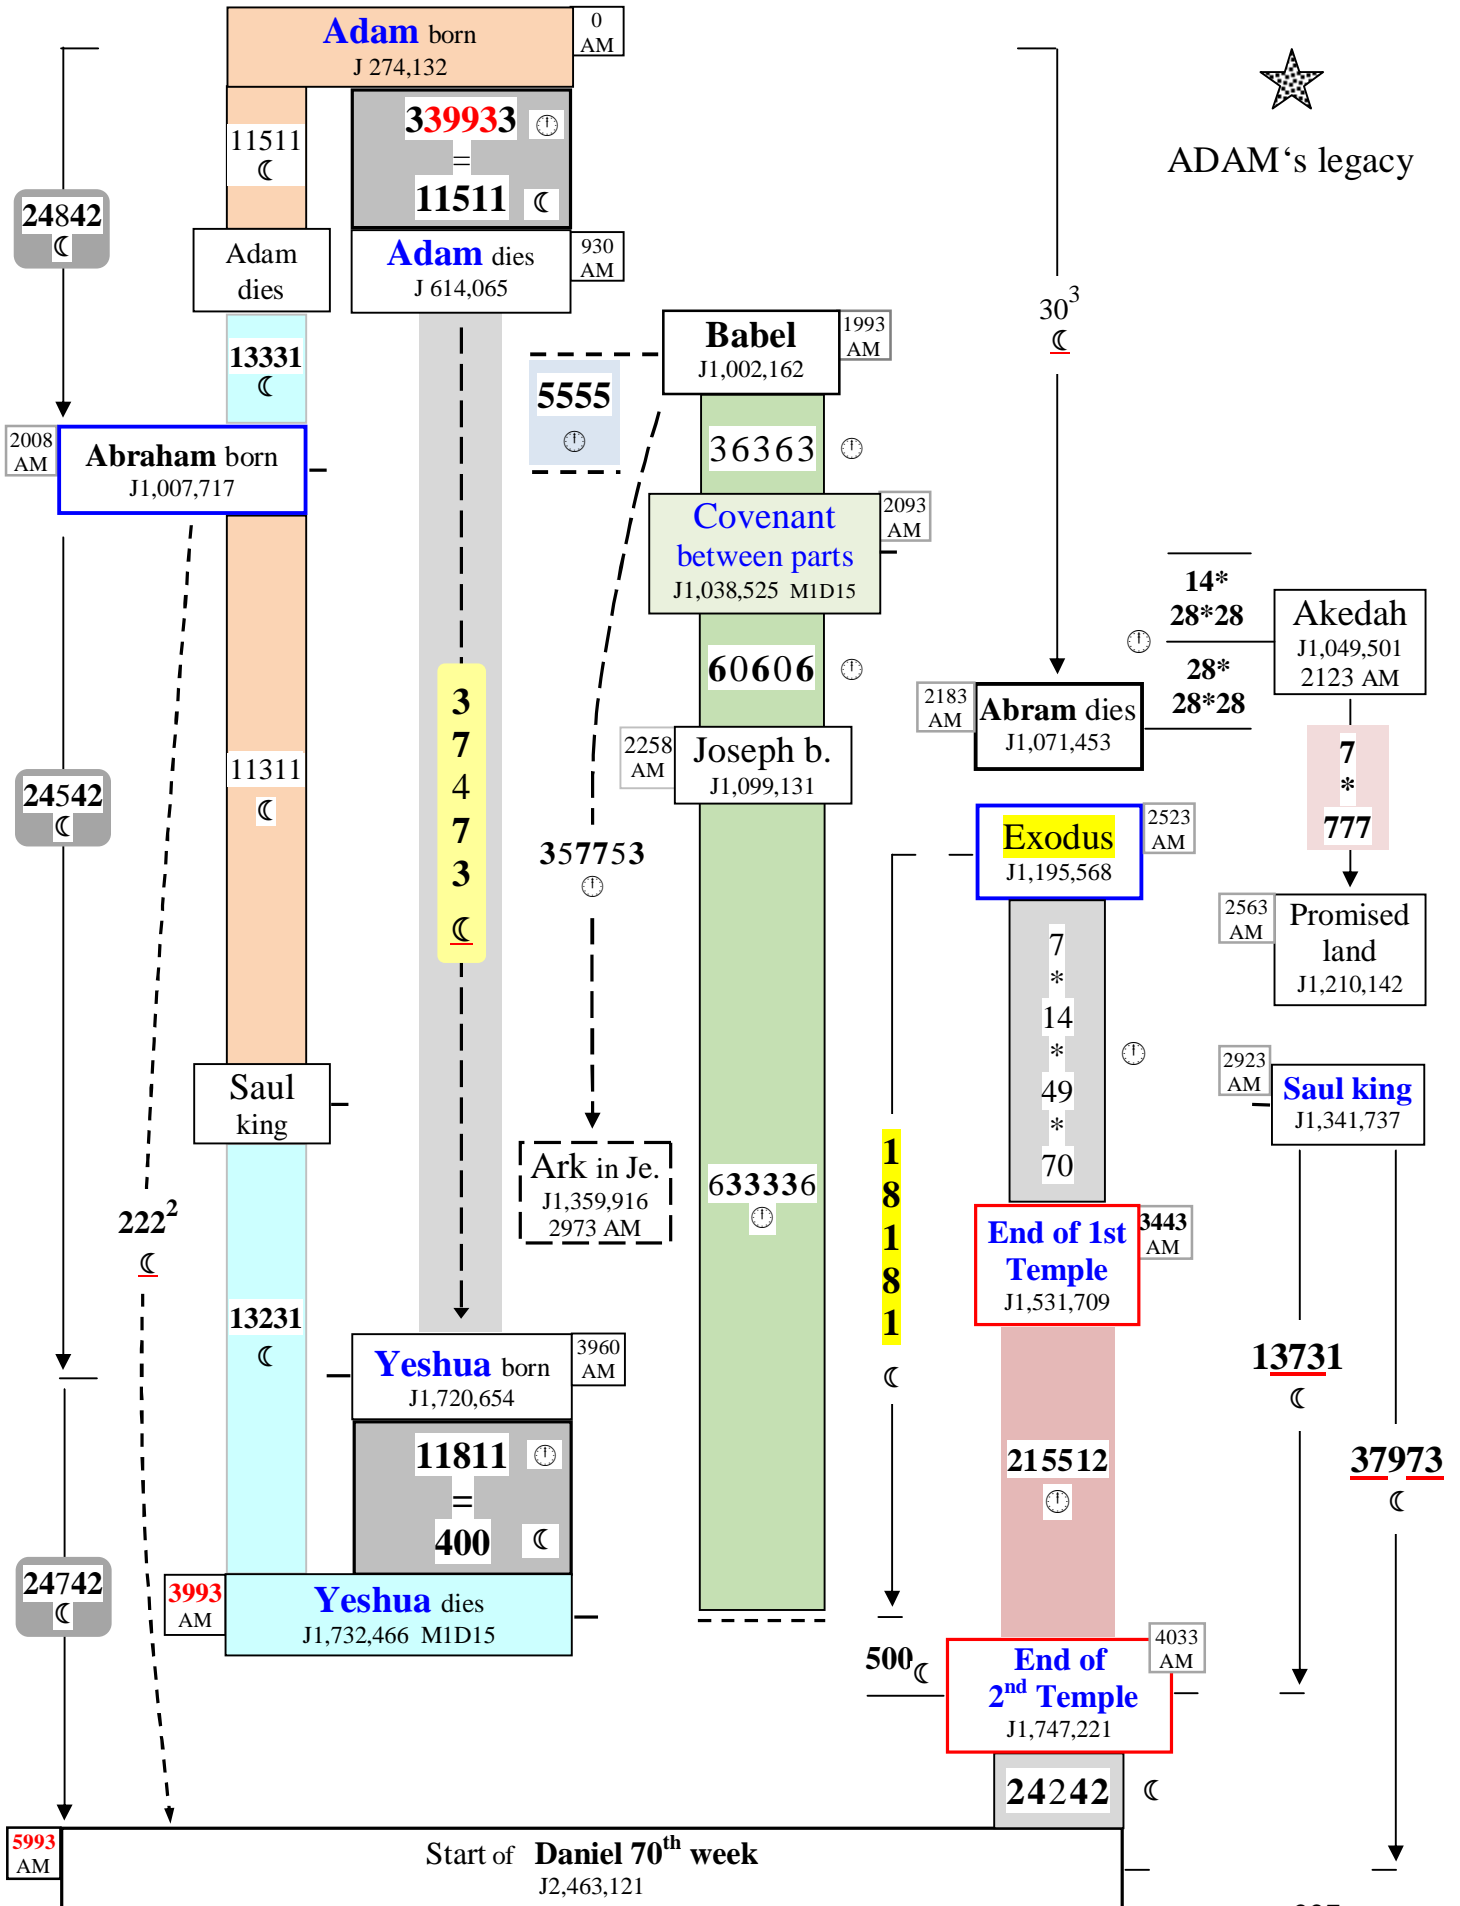 Adam born
J 274,132
0
AM
ADAM‘s legacy
11511
☾
339933 🕛
=
11511 ☾
24842
☾
Adam
dies
Adam dies
J 614,065
930
AM
30³
☾
13331
☾
Babel
J1,002,162
1993
AM
5555
🕛
2008
AM
Abraham born
J1,007,717
36363 🕛
Covenant
between parts
J1,038,525 M1D15
2093
AM
14*
28*28
🕛
28*
28*28
Akedah
J1,049,501
2123 AM
60606 🕛
2183
AM
Abram dies
J1,071,453
3
7
4
7
3
☾
2258
AM
Joseph b.
J1,099,131
7
*
777
11311
☾
24542
☾
357753
🕛
Exodus
J1,195,568
2523
AM
2563
AM
Promised
land
J1,210,142
7
*
14
*
49
*
70
🕛
Saul
king
2923
AM
Saul king
J1,341,737
Ark in Je.
J1,359,916
2973 AM
633336
🕛
1
8
1
8
1
☾
222²
☾
End of 1st
Temple
J1,531,709
3443
AM
13231
☾
Yeshua born
J1,720,654
3960
AM
13731
☾
11811 🕛
=
400 ☾
215512
🕛
37973
☾
24742
☾
3993
AM
Yeshua dies
J1,732,466 M1D15
500☾
End of
2nd Temple
J1,747,221
4033
AM
24242 ☾
5993
AM
Start of Daniel 70th week
J2,463,121